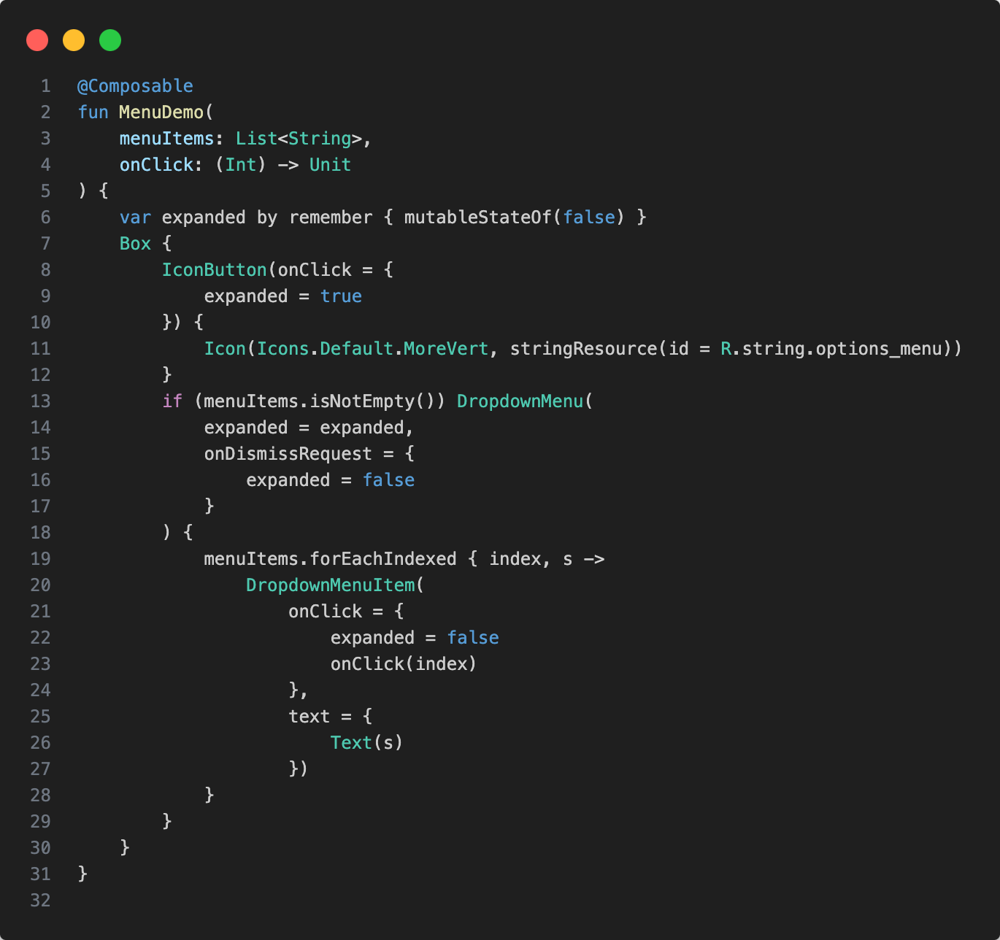 1 @Composable
2 fun MenuDemo(
3     menuItems: List<String>,
4     onClick: (Int) -> Unit
5 ) {
6     var expanded by remember { mutableStateOf(false) }
7     Box {
8         IconButton(onClick = {
9             expanded = true
10         }) {
11             Icon(Icons.Default.MoreVert, stringResource(id = R.string.options_menu))
12         }
13         if (menuItems.isNotEmpty()) DropdownMenu(
14             expanded = expanded,
15             onDismissRequest = {
16                 expanded = false
17             }
18         ) {
19             menuItems.forEachIndexed { index, s ->
20                 DropdownMenuItem(
21                     onClick = {
22                         expanded = false
23                         onClick(index)
24                     },
25                     text = {
26                         Text(s)
27                     })
28             }
29         }
30     }
31 }
32